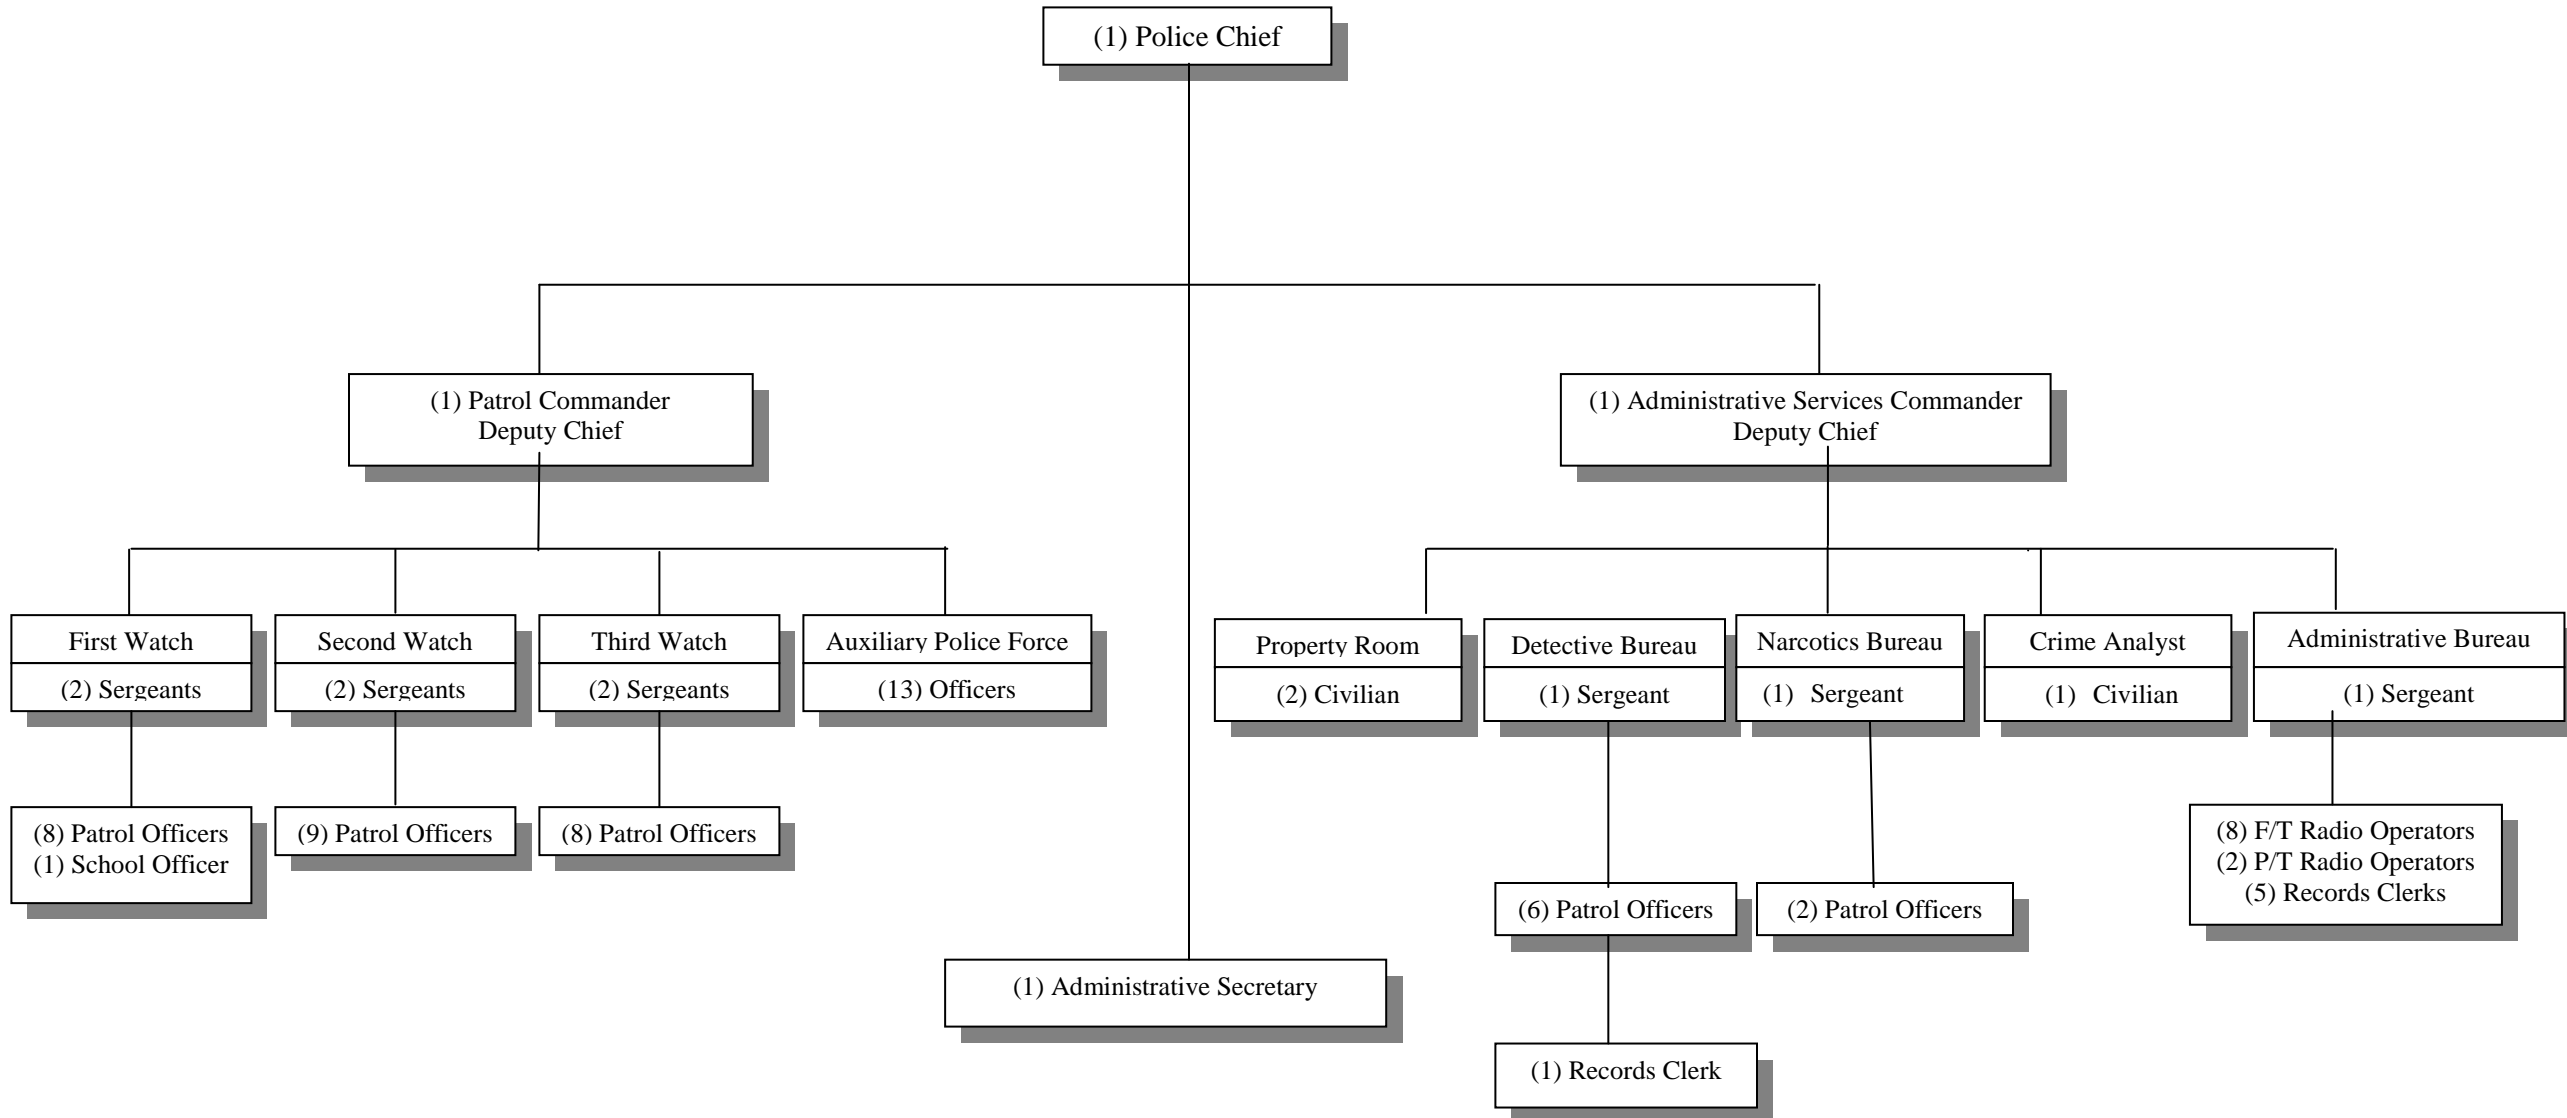 (1) Police Chief
(1) Patrol Commander
Deputy Chief
(1) Administrative Services Commander
Deputy Chief
First Watch
(2) Sergeants
Second Watch
(2) Sergeants
Third Watch
(2) Sergeants
Auxiliary Police Force
(13) Officers
Property Room
(2) Civilian
Detective Bureau
(1) Sergeant
Narcotics Bureau
(1) Sergeant
Crime Analyst
(1) Civilian
Administrative Bureau
(1) Sergeant
(8) Patrol Officers
(1) School Officer
(9) Patrol Officers
(8) Patrol Officers
(6) Patrol Officers
(2) Patrol Officers
(8) F/T Radio Operators
(2) P/T Radio Operators
(5) Records Clerks
(1) Administrative Secretary
(1) Records Clerk